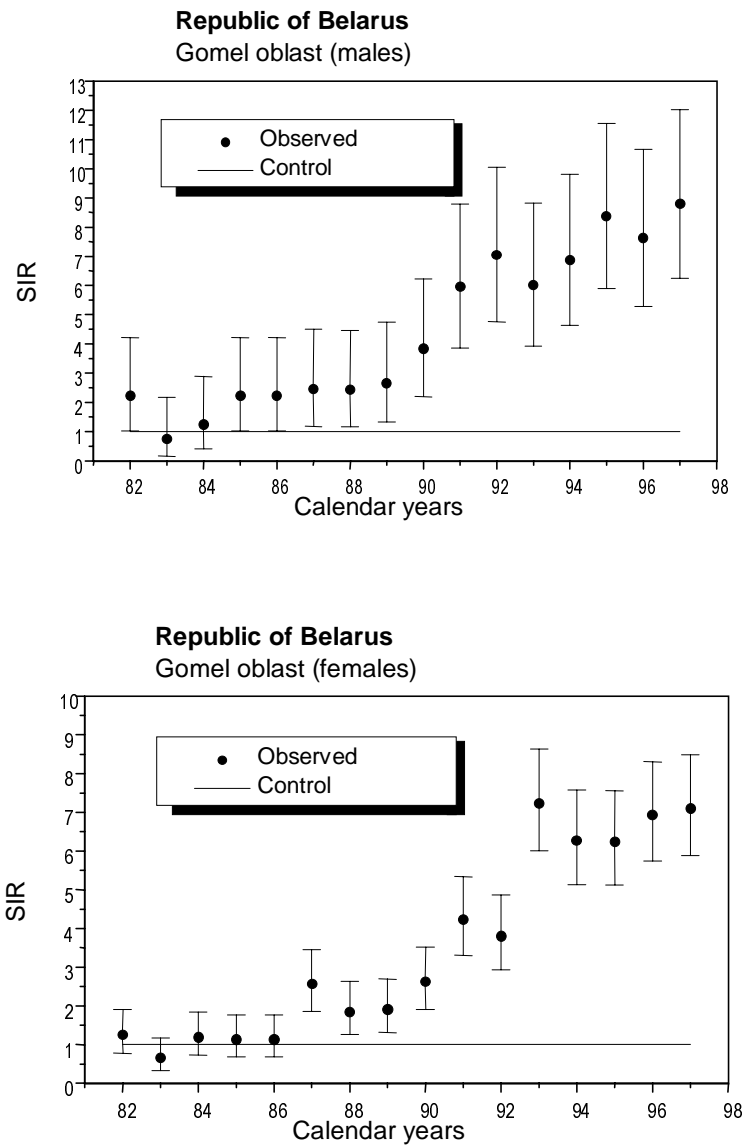 Republic of Belarus
Gomel oblast (males)
13
12
11
10
9
8
7
6
5
4
3
2
1
0
Observed
Control
SIR
82 84 86 88 90 92 94 96 98
Calendar years
Republic of Belarus
Gomel oblast (females)
10
9
8
7
6
5
4
3
2
1
0
Observed
Control
SIR
82 84 86 88 90 92 94 96 98
Calendar years